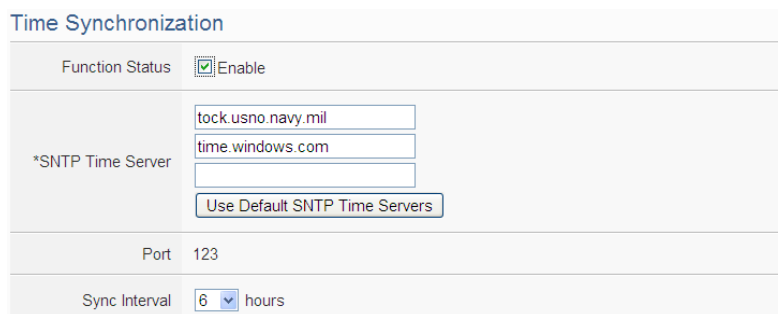 Time Synchronization
Function Status Enable
*SNTP Time Server
tock.usno.navy.mil
time.windows.com
Use Default SNTP Time Servers
Port 123
Sync Interval 6 hours